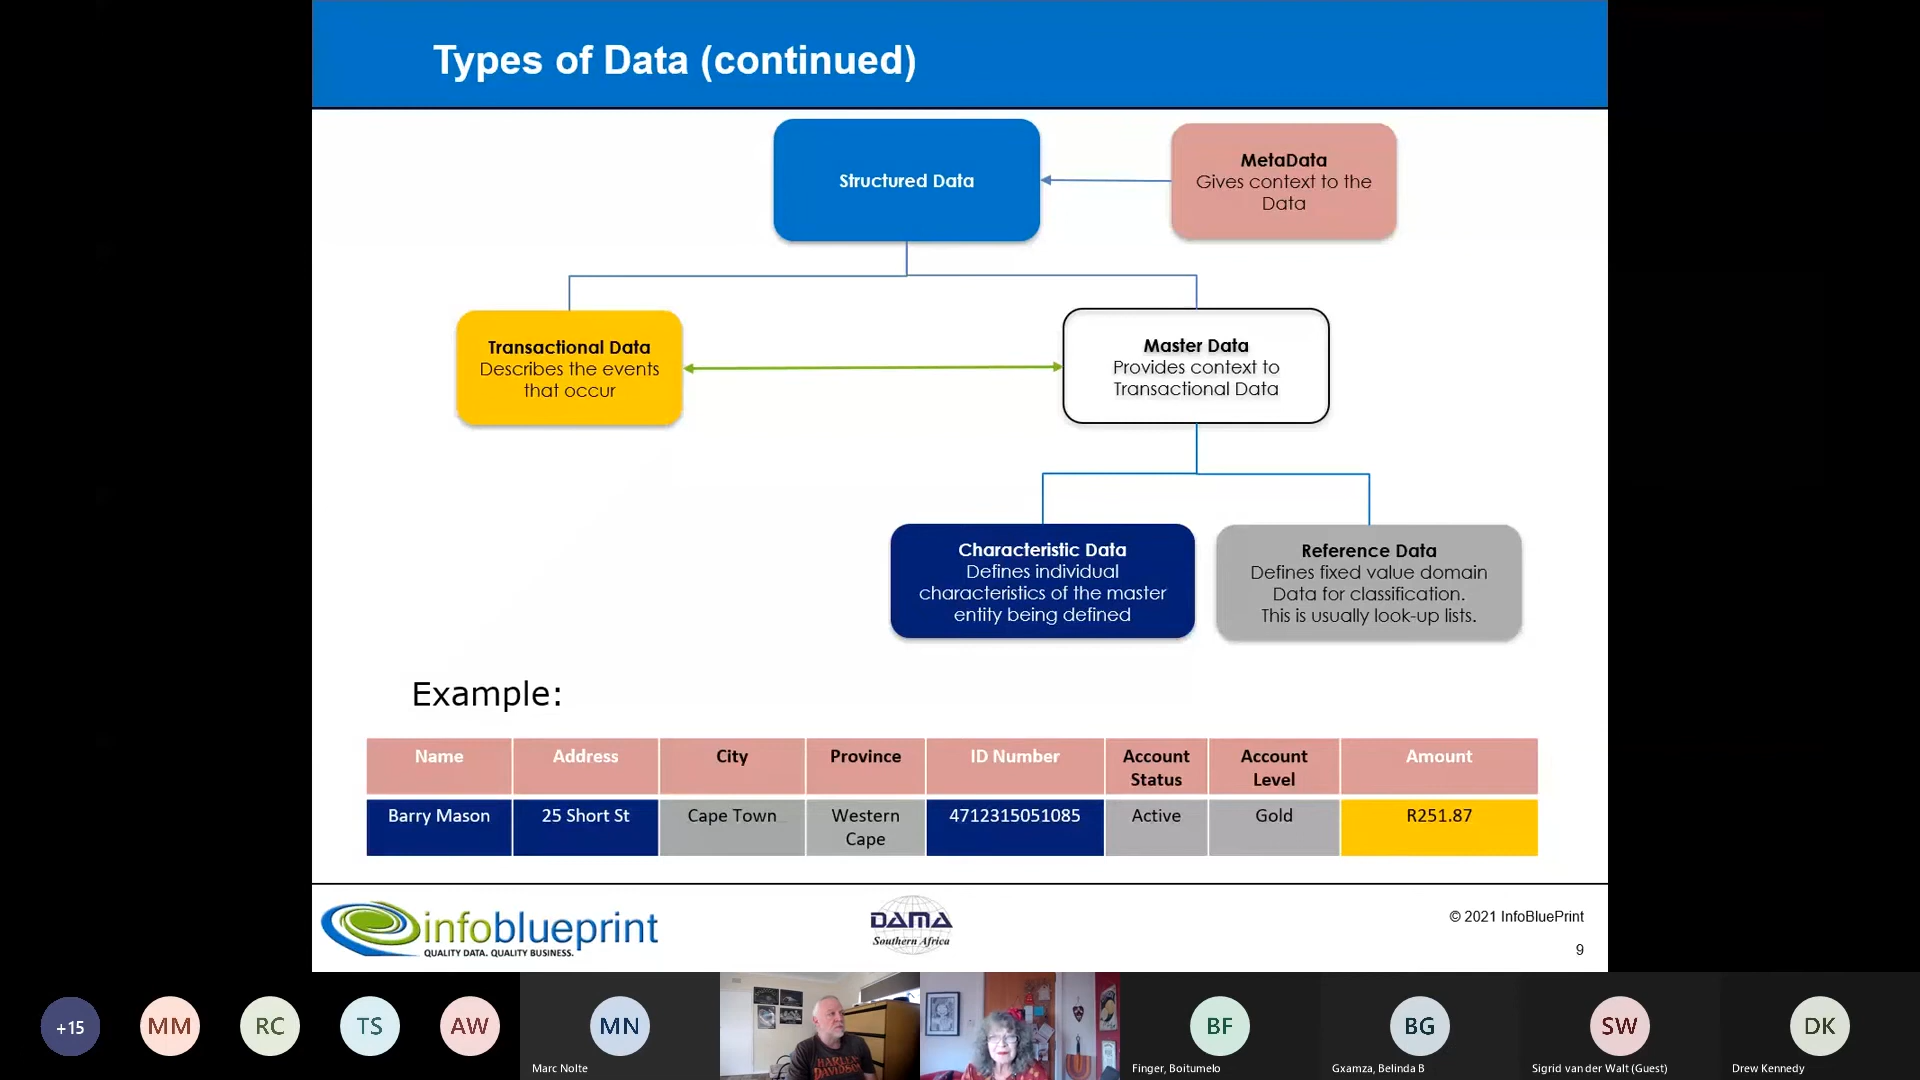 Types of Data (continued)
Structured Data
MetaData
Gives context to the
Data
Transactional Data
Describes the events
that occur
Master Data
Provides context to
Transactional Data
Characteristic Data
Defines individual
characteristics of the master
entity being defined
Reference Data
Defines fixed value domain
Data for classification.
This is usually look-up lists.
Example:
Name Address City Province ID Number Account Status Account Level Amount
Barry Mason 25 Short St Cape Town Western Cape 4712315051085 Active Gold R251.87
infoblueprint
QUALITY DATA. QUALITY BUSINESS.
DAMA
Southern Africa
© 2021 InfoBluePrint
9
+15 MM RC TS AW MN BF BG SW DK
HARLEY
DAVIDSON
Marc Nolte Finger, Boitumelo Gxamza, Belinda B Sigrid van der Walt (Guest) Drew Kennedy